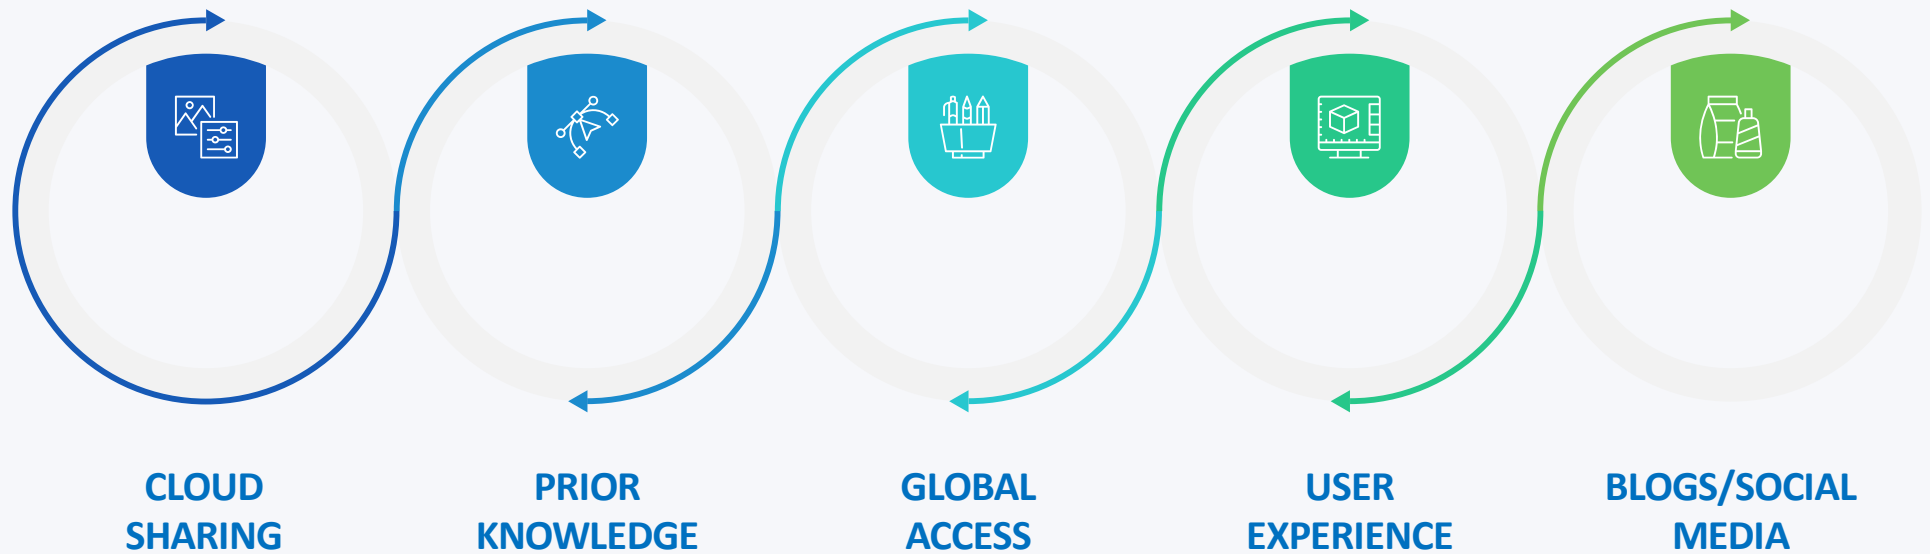 CLOUD
SHARING
PRIOR
KNOWLEDGE
GLOBAL
ACCESS
USER
EXPERIENCE
BLOGS/SOCIAL
MEDIA